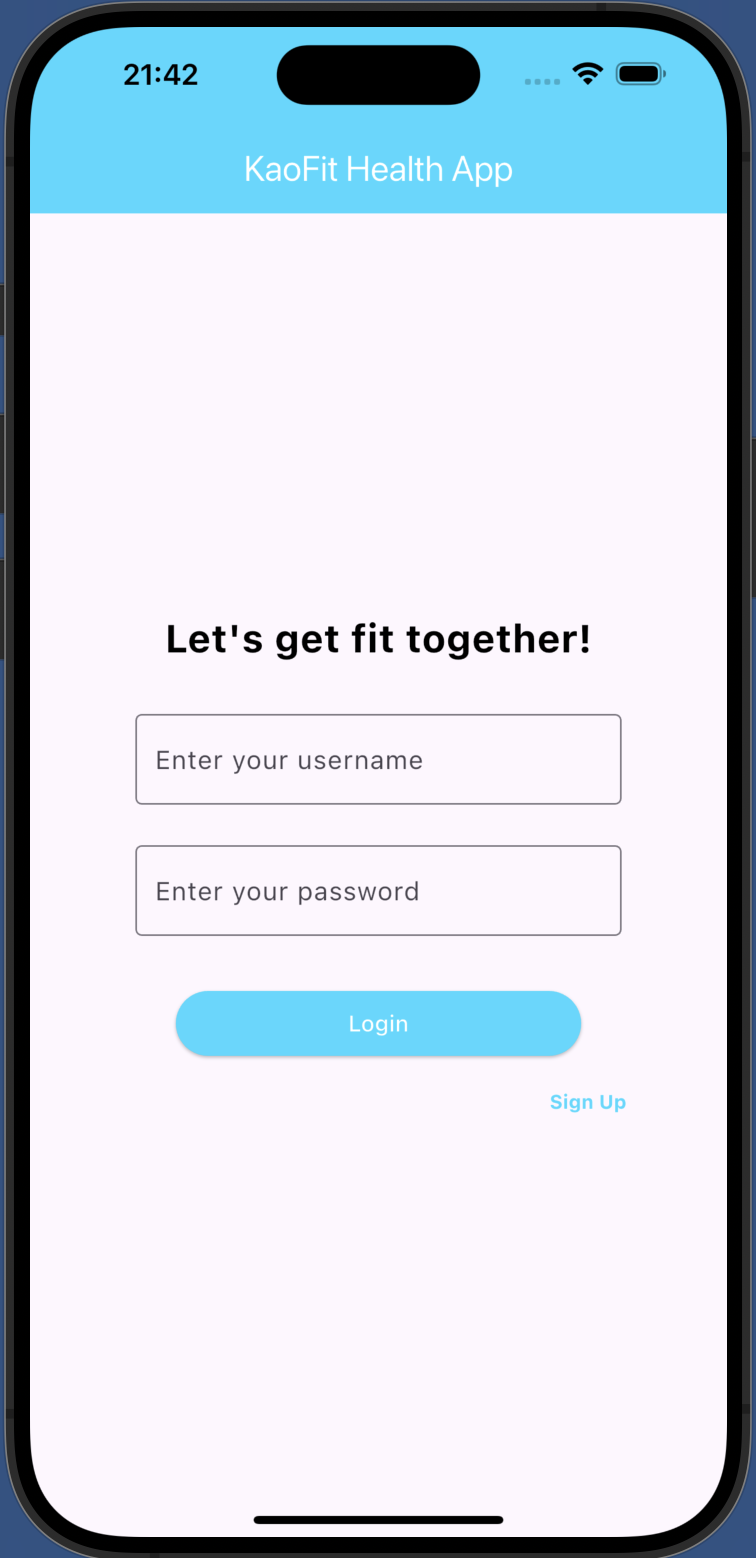 21:42
KaoFit Health App
Let's get fit together!
Enter your username
Enter your password
Login
Sign Up